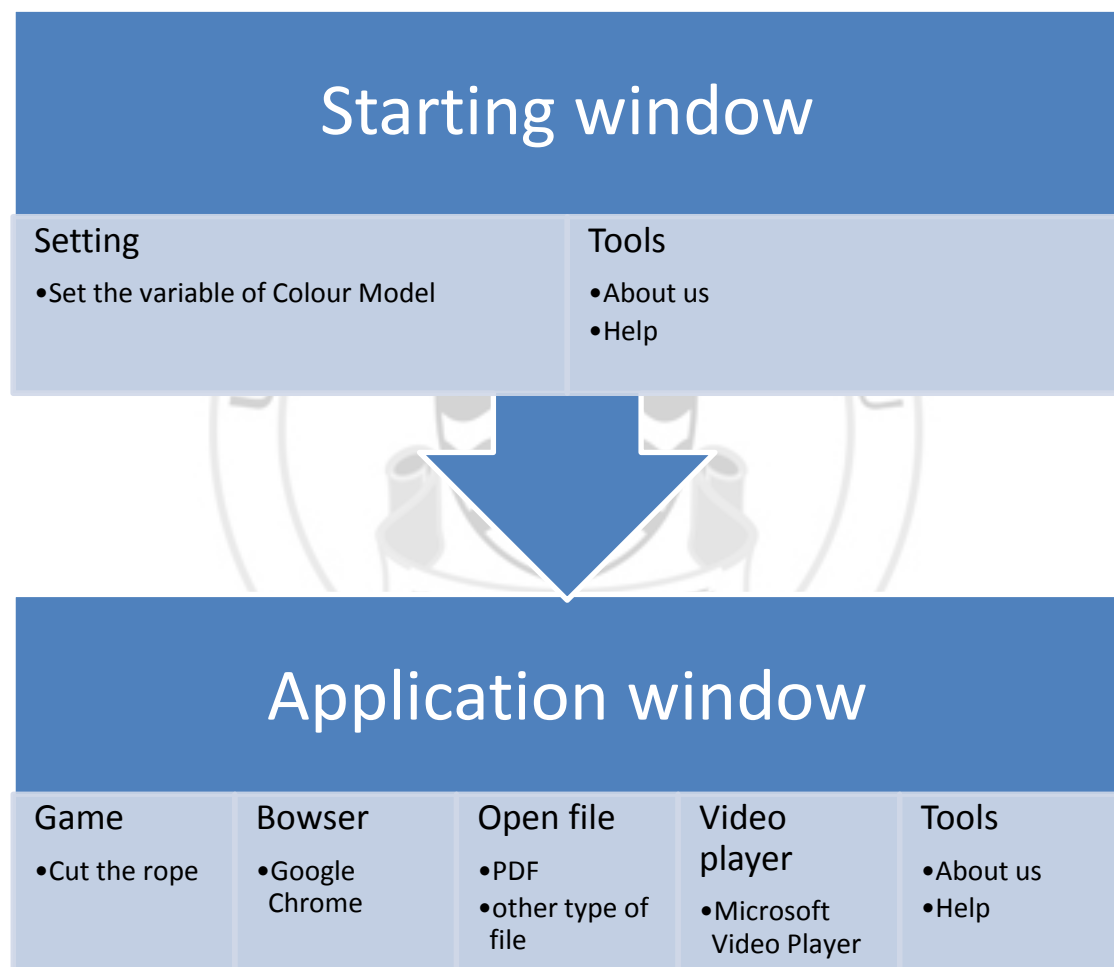 Starting window
Setting
•Set the variable of Colour Model
Tools
•About us
•Help
Application window
Game
•Cut the rope
Bowser
•Google
Chrome
Open file
•PDF
•other type of
file
Video
player
•Microsoft
Video Player
Tools
•About us
•Help